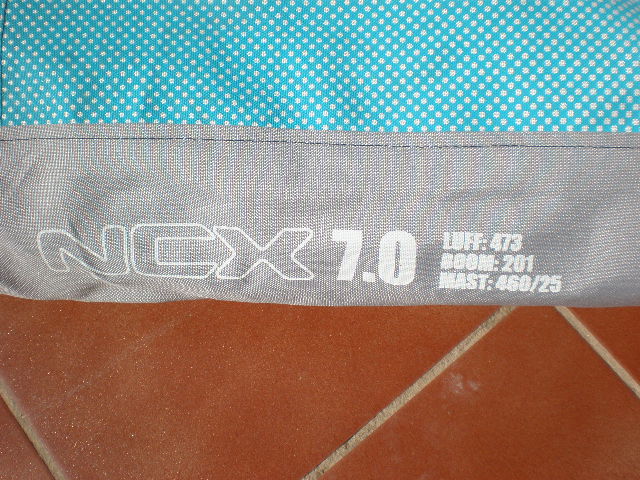 NCX 7.0
LUFF: 473
BOOM: 201
MAST: 460/25